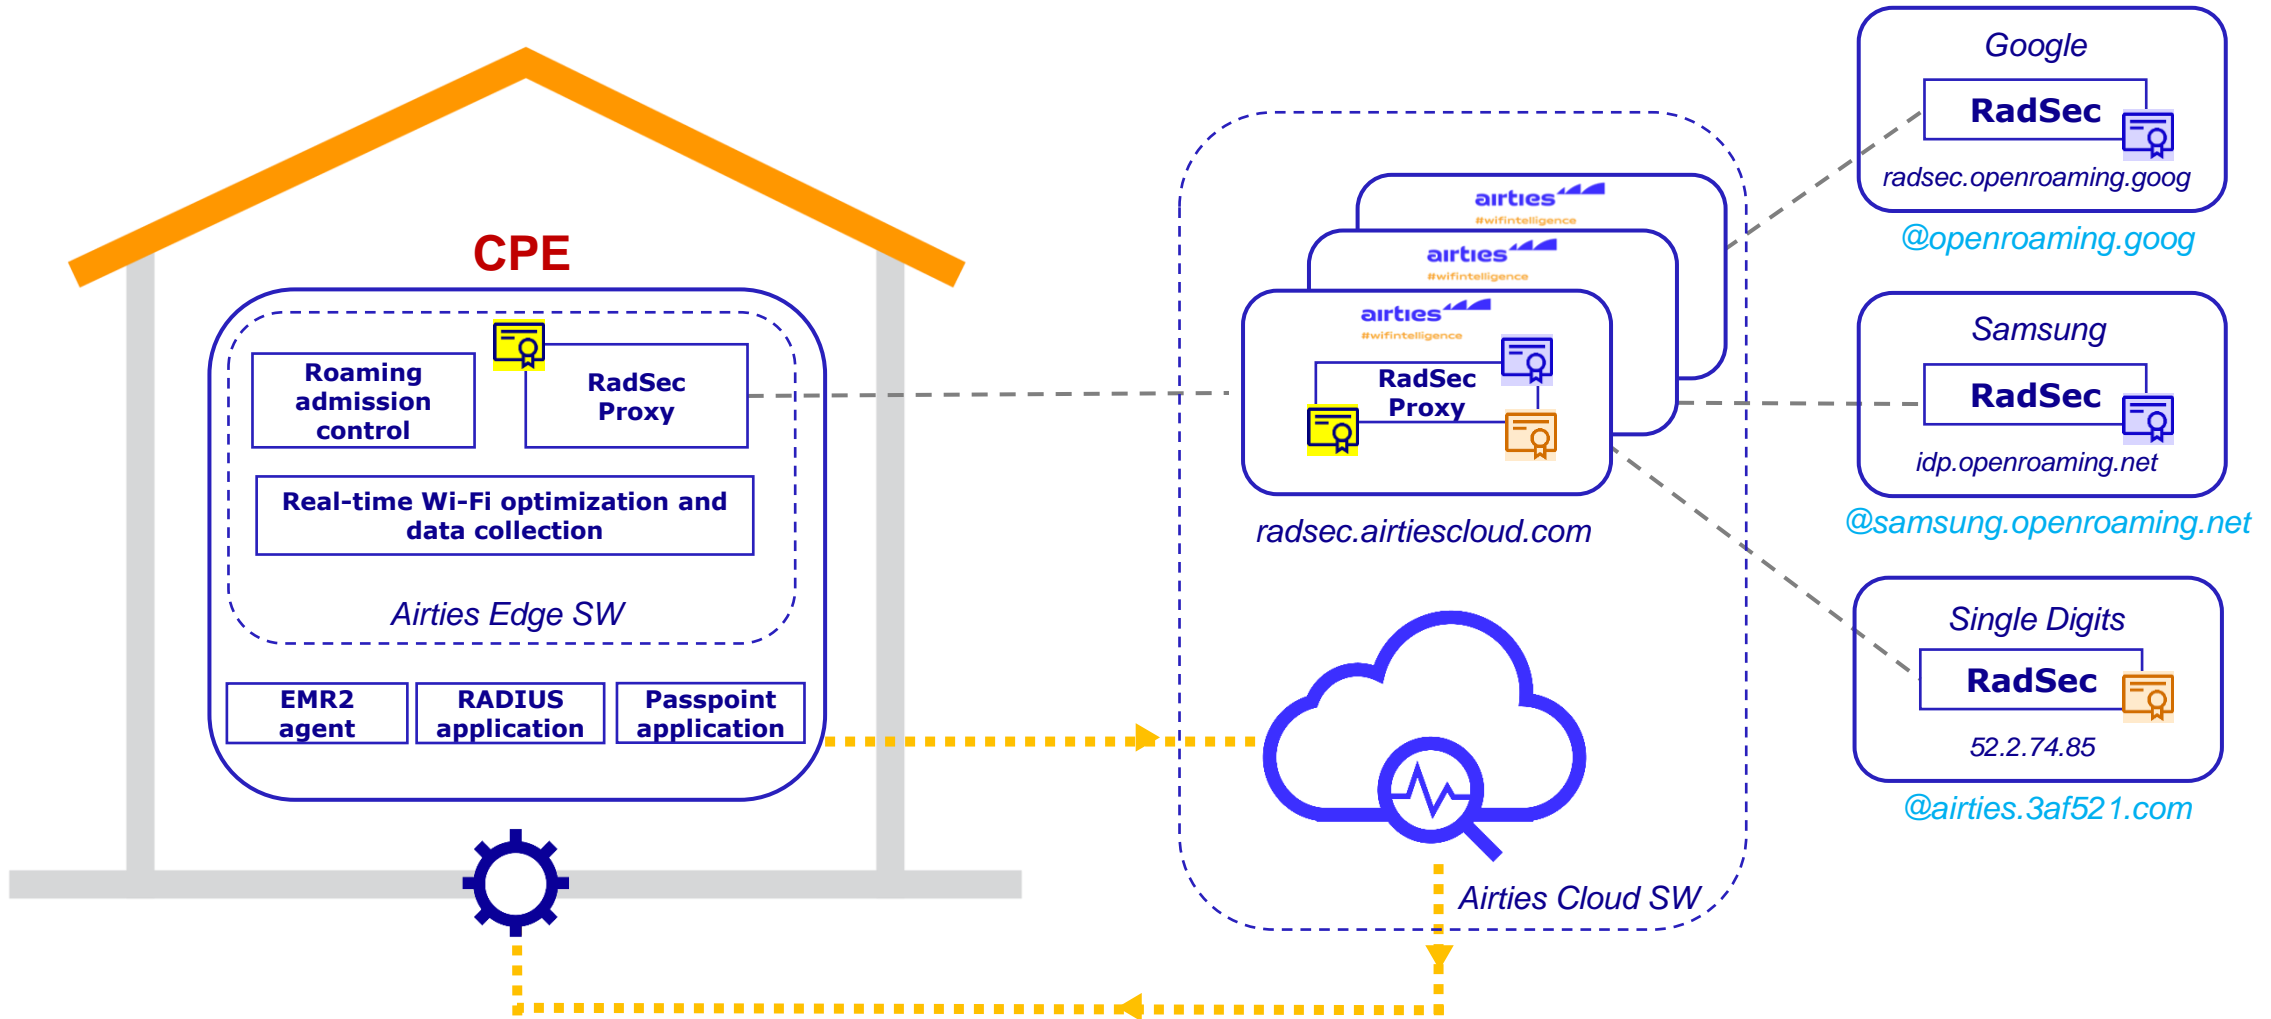 CPE
Roaming
admission
control
RadSec
Proxy
Real-time Wi-Fi optimization and
data collection
Airties Edge SW
EMR2
agent
RADIUS
application
Passpoint
application
airties
#wifintelligence
airties
#wifintelligence
airties
#wifintelligence
RadSec
Proxy
radsec.airtiescloud.com
Airties Cloud SW
Google
RadSec
radsec.openroaming.goog
@openroaming.goog
Samsung
RadSec
idp.openroaming.net
@samsung.openroaming.net
Single Digits
RadSec
52.2.74.85
@airties.3af521.com